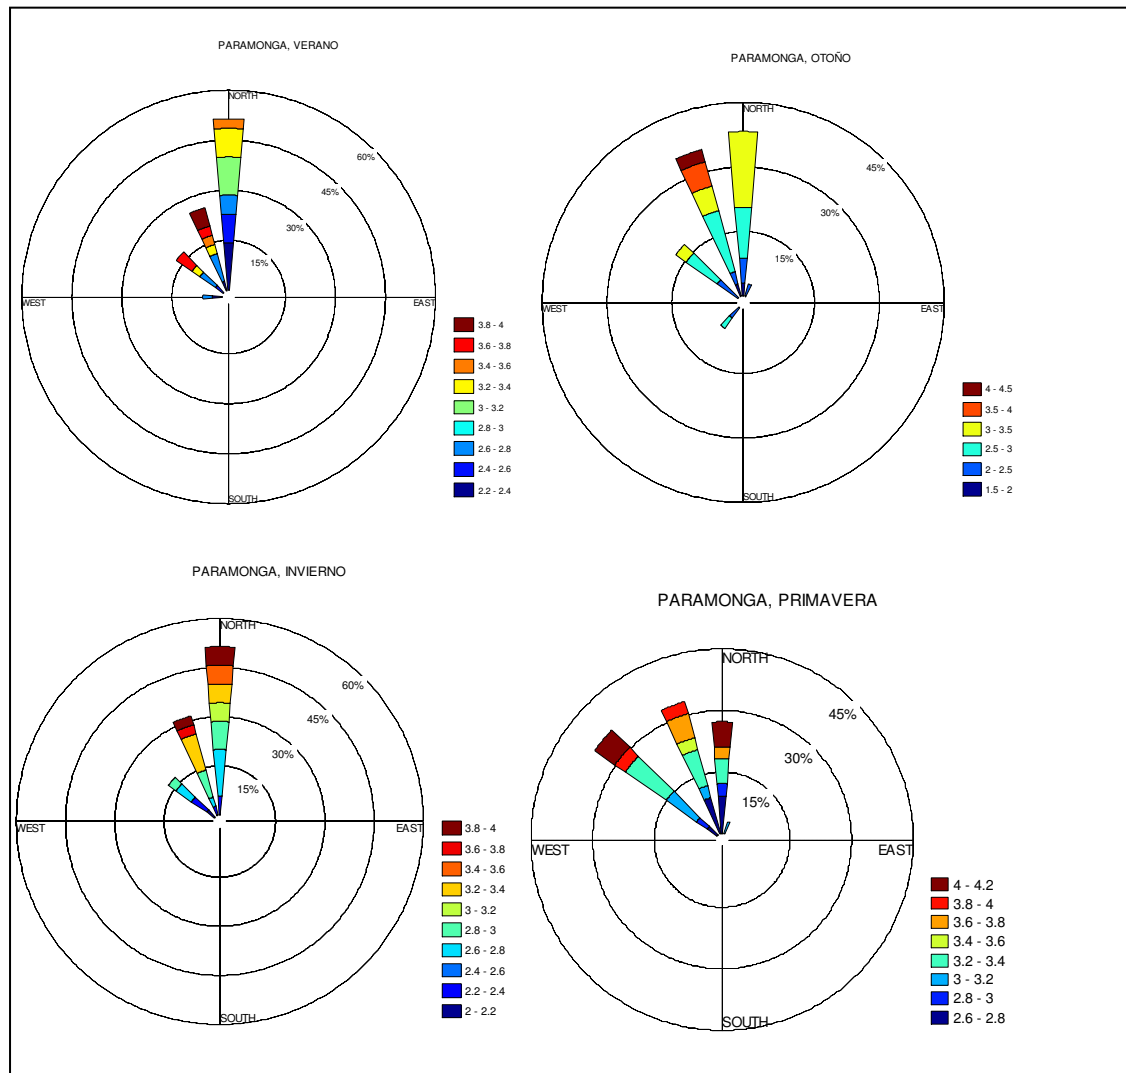 PARAMONGA, VERANO
NORTH
60%
45%
30%
15%
WEST
EAST
SOUTH
3.8 - 4
3.6 - 3.8
3.4 - 3.6
3.2 - 3.4
3 - 3.2
2.8 - 3
2.6 - 2.8
2.4 - 2.6
2.2 - 2.4
PARAMONGA, OTOÑO
NORTH
45%
30%
15%
WEST
EAST
SOUTH
4 - 4.5
3.5 - 4
3 - 3.5
2.5 - 3
2 - 2.5
1.5 - 2
PARAMONGA, INVIERNO
NORTH
60%
45%
30%
15%
WEST
EAST
SOUTH
3.8 - 4
3.6 - 3.8
3.4 - 3.6
3.2 - 3.4
3 - 3.2
2.8 - 3
2.6 - 2.8
2.4 - 2.6
2.2 - 2.4
2 - 2.2
PARAMONGA, PRIMAVERA
NORTH
45%
30%
15%
WEST
EAST
SOUTH
4 - 4.2
3.8 - 4
3.6 - 3.8
3.4 - 3.6
3.2 - 3.4
3 - 3.2
2.8 - 3
2.6 - 2.8